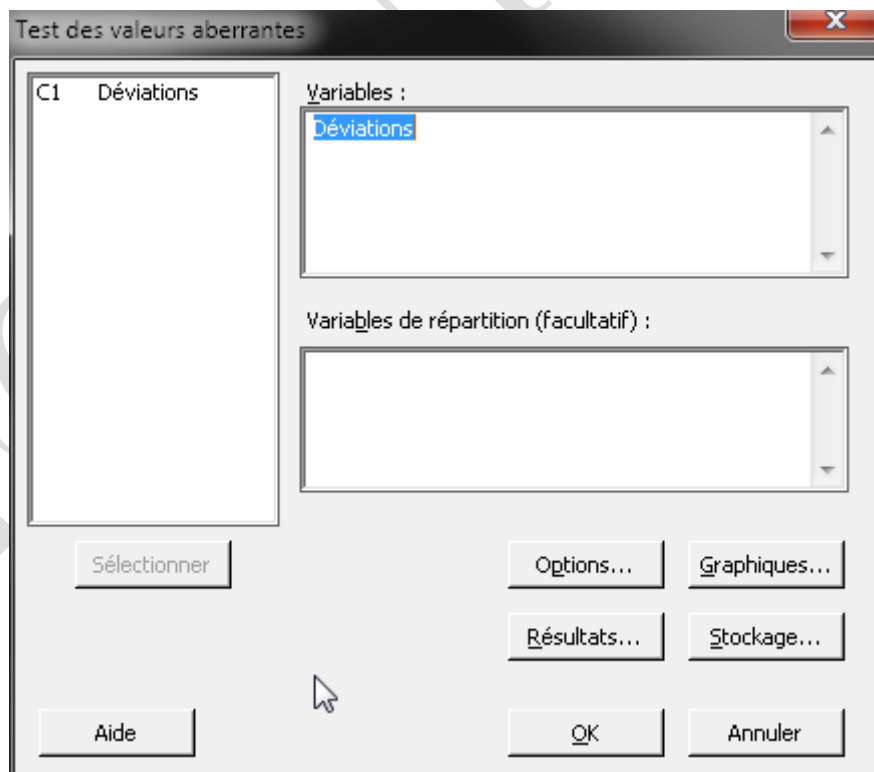 Test des valeurs aberrantes
C1 Déviations
Variables :
Déviations
Variables de répartition (facultatif) :
Sélectionner
Options...
Graphiques...
Résultats...
Stockage...
Aide
OK
Annuler